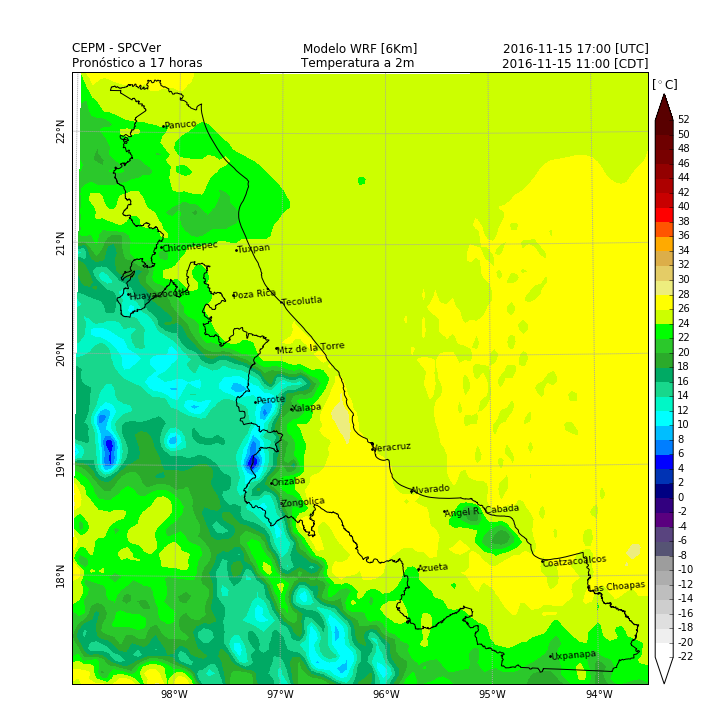 CEPM - SPCVer
Modelo WRF [6Km]
2016-11-15 17:00 [UTC]
Pronóstico a 17 horas
Temperatura a 2m
2016-11-15 11:00 [CDT]
[°C]
22°N
21°N
20°N
19°N
18°N
98°W
97°W
96°W
95°W
94°W
Panuco
Chicontepec
Tuxpan
Huayacocotla
Poza Rica
Tecolutla
Mtz de la Torre
Perote
Xalapa
Veracruz
Orizaba
Alvarado
Zongolica
Angel R. Cabada
Azueta
Coatzacoalcos
Las Choapas
Uxpanapa
52
50
48
46
44
42
40
38
36
34
32
30
28
26
24
22
20
18
16
14
12
10
8
6
4
2
0
-2
-4
-6
-8
-10
-12
-14
-16
-18
-20
-22